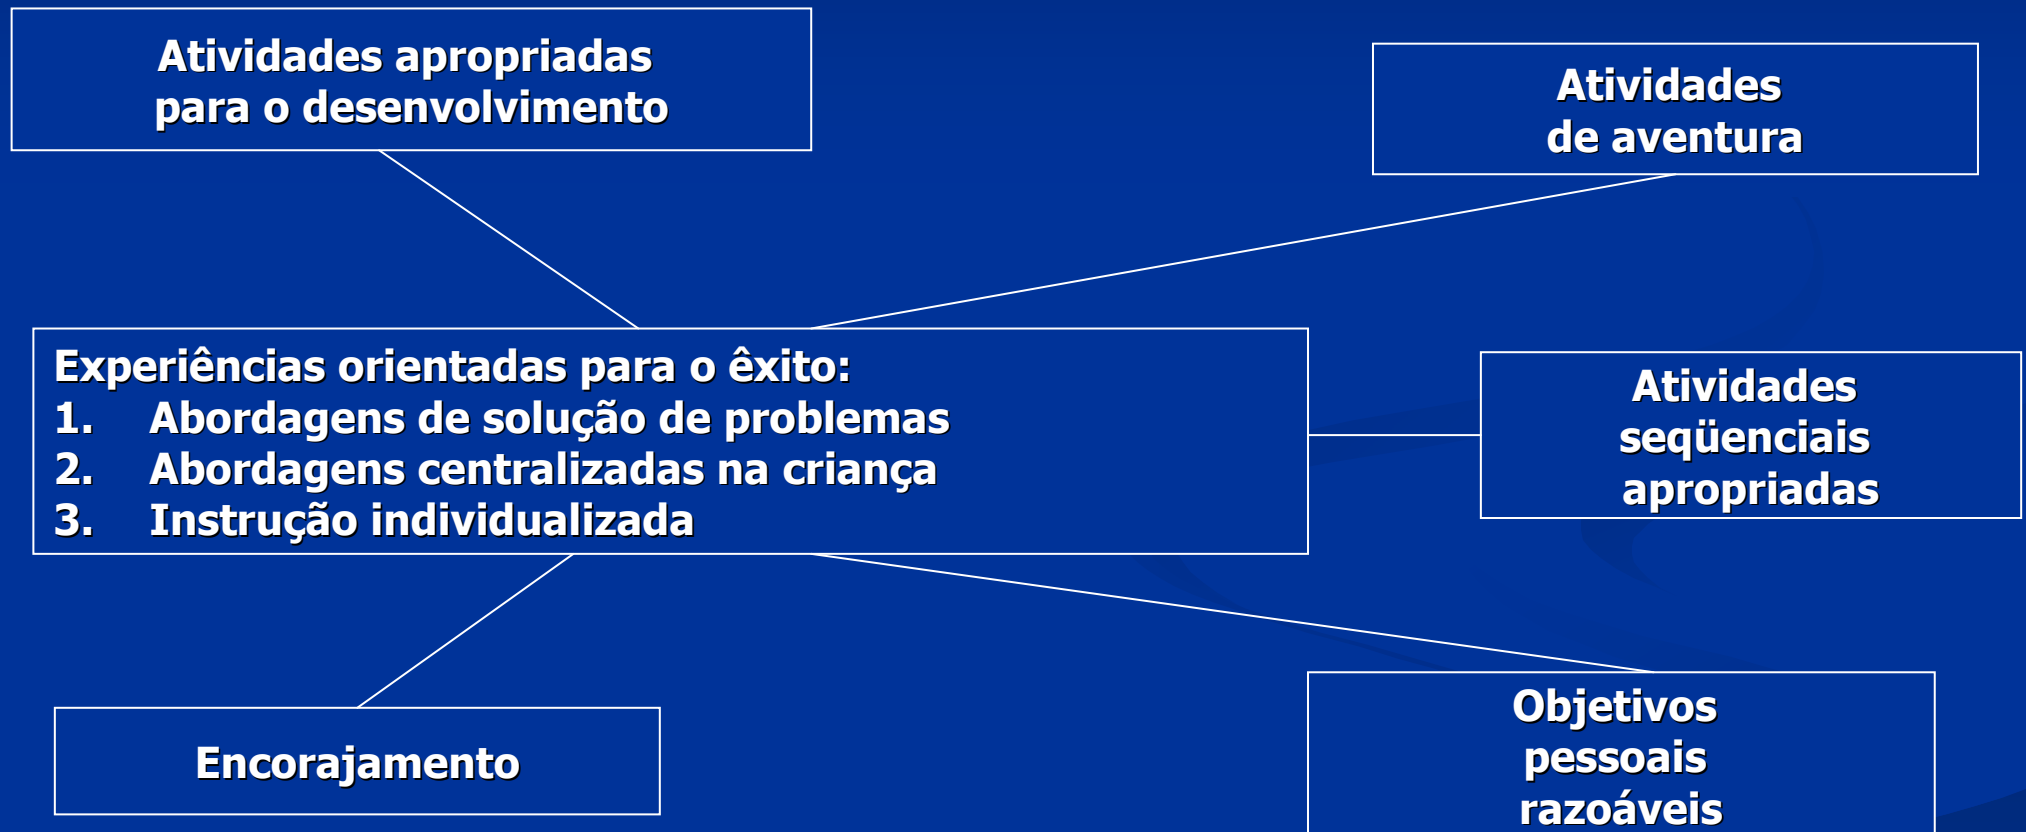 Atividades apropriadas
para o desenvolvimento
Atividades
de aventura
Experiências orientadas para o êxito:
1. Abordagens de solução de problemas
2. Abordagens centralizadas na criança
3. Instrução individualizada
Atividades
seqüenciais
apropriadas
Encorajamento
Objetivos
pessoais
razoáveis